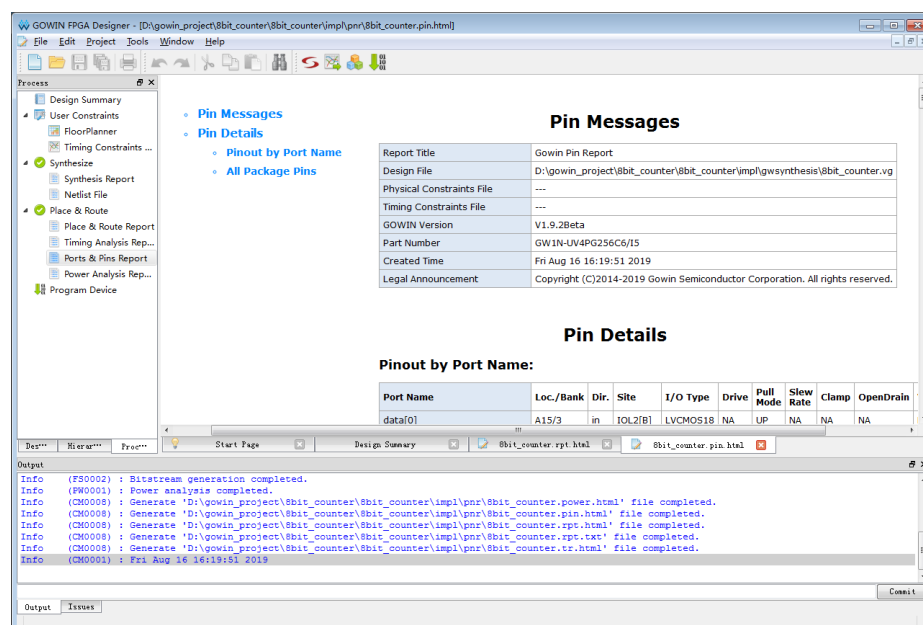 GOWIN FPGA Designer - [D:\gowin_project\8bit_counter\8bit_counter\impl\pnr\8bit_counter.pin.html]
File Edit Project Tools Window Help
Process
Design Summary
User Constraints
FloorPlanner
Timing Constraints ...
Synthesize
Synthesis Report
Netlist File
Place & Route
Place & Route Report
Timing Analysis Rep...
Ports & Pins Report
Power Analysis Rep...
Program Device
Des... Hierar... Proc...
Pin Messages
Pin Details
Pinout by Port Name
All Package Pins
Pin Messages
Report Title Gowin Pin Report
Design File D:\gowin_project\8bit_counter\8bit_counter\impl\gwsynthesis\8bit_counter.vg
Physical Constraints File ---
Timing Constraints File ---
GOWIN Version V1.9.2Beta
Part Number GW1N-UV4PG256C6/I5
Created Time Fri Aug 16 16:19:51 2019
Legal Announcement Copyright (C)2014-2019 Gowin Semiconductor Corporation. All rights reserved.
Pin Details
Pinout by Port Name:
Port Name Loc./Bank Dir. Site I/O Type Drive Pull Mode Slew Rate Clamp OpenDrain
data[0] A15/3 in IOL2[B] LVCMOS18 NA UP NA NA NA
Start Page Design Summary 8bit_counter.rpt.html 8bit_counter.pin.html
Output
Info (FS0002) : Bitstream generation completed.
Info (PW0001) : Power analysis completed.
Info (CM0008) : Generate 'D:\gowin_project\8bit_counter\8bit_counter\impl\pnr\8bit_counter.power.html' file completed.
Info (CM0008) : Generate 'D:\gowin_project\8bit_counter\8bit_counter\impl\pnr\8bit_counter.pin.html' file completed.
Info (CM0008) : Generate 'D:\gowin_project\8bit_counter\8bit_counter\impl\pnr\8bit_counter.rpt.html' file completed.
Info (CM0008) : Generate 'D:\gowin_project\8bit_counter\8bit_counter\impl\pnr\8bit_counter.rpt.txt' file completed.
Info (CM0008) : Generate 'D:\gowin_project\8bit_counter\8bit_counter\impl\pnr\8bit_counter.tr.html' file completed.
Info (CM0001) : Fri Aug 16 16:19:51 2019
Commit
Output Issues